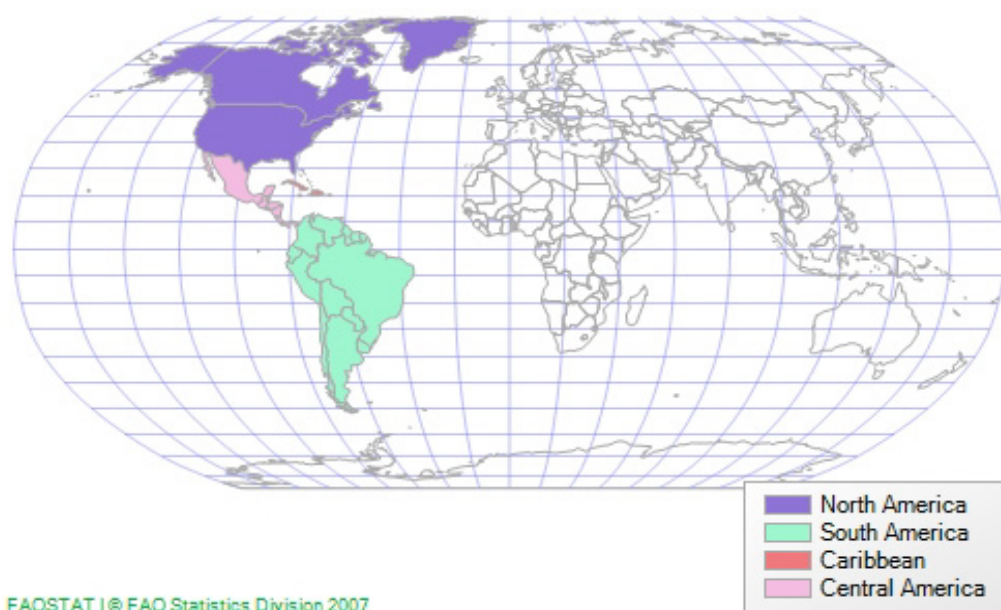 North America
South America
Caribbean
Central America
FAOSTAT | © FAO Statistics Division 2007